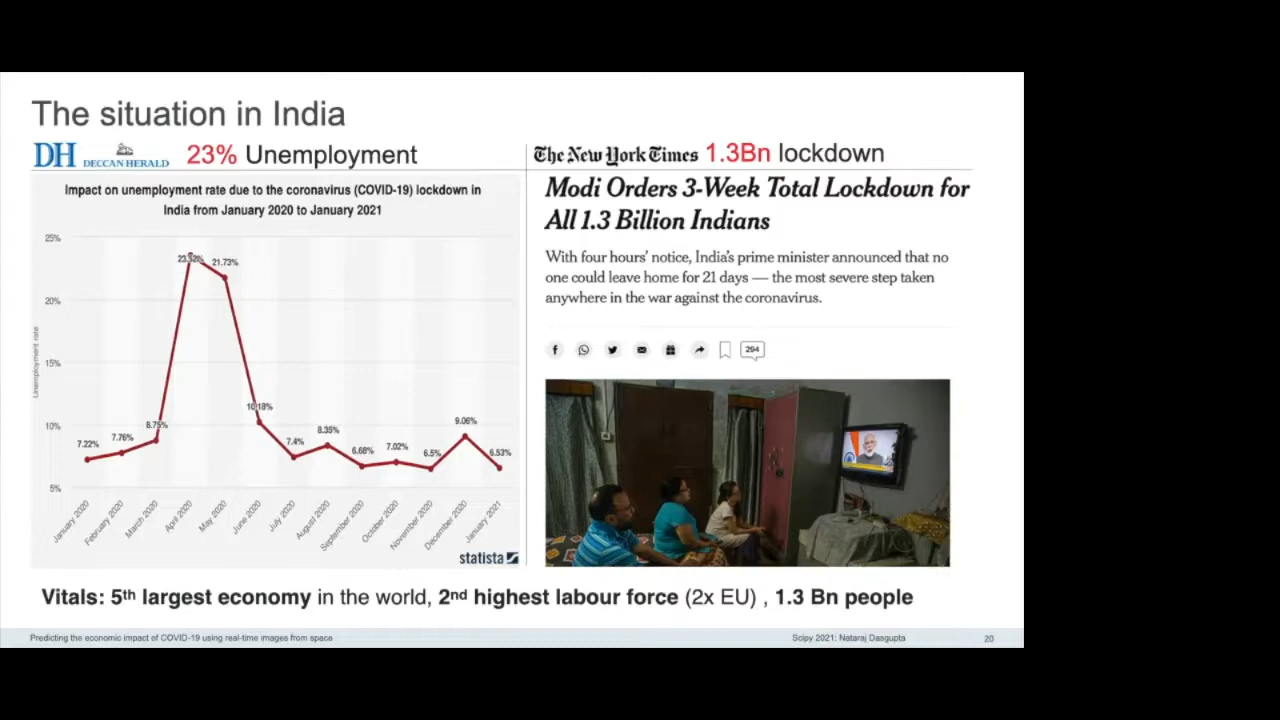 The situation in India
DH DECCAN HERALD 23% Unemployment
Impact on unemployment rate due to the coronavirus (COVID-19) lockdown in
India from January 2020 to January 2021
Unemployment rate
25%
20%
15%
10%
5%
7.22%
7.76%
8.75%
23.52%
21.73%
10.18%
7.4%
8.35%
6.68%
7.02%
6.5%
9.06%
6.53%
January 2020
February 2020
March 2020
April 2020
May 2020
June 2020
July 2020
August 2020
September 2020
October 2020
November 2020
December 2020
January 2021
statista
The New York Times 1.3Bn lockdown
Modi Orders 3-Week Total Lockdown for
All 1.3 Billion Indians
With four hours’ notice, India’s prime minister announced that no
one could leave home for 21 days — the most severe step taken
anywhere in the war against the coronavirus.
294
Vitals: 5th largest economy in the world, 2nd highest labour force (2x EU) , 1.3 Bn people
Predicting the economic impact of COVID-19 using real-time images from space
Scipy 2021: Nataraj Dasgupta
20